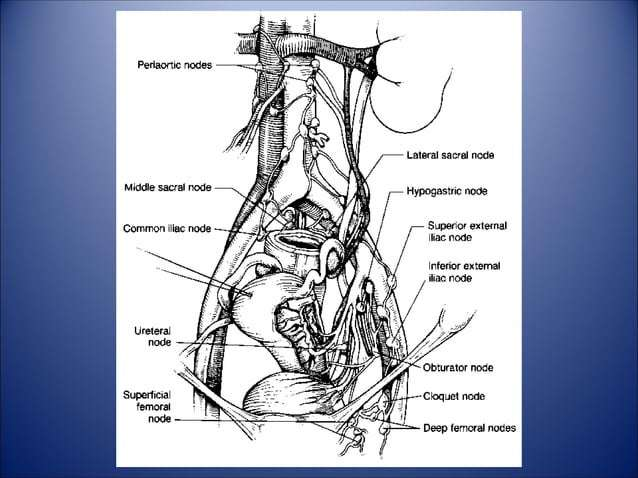 Periaortic nodes
Middle sacral node
Common iliac node
Ureteral
node
Superficial
femoral
node
Lateral sacral node
Hypogastric node
Superior external
iliac node
Inferior external
iliac node
Obturator node
Cloquet node
Deep femoral nodes